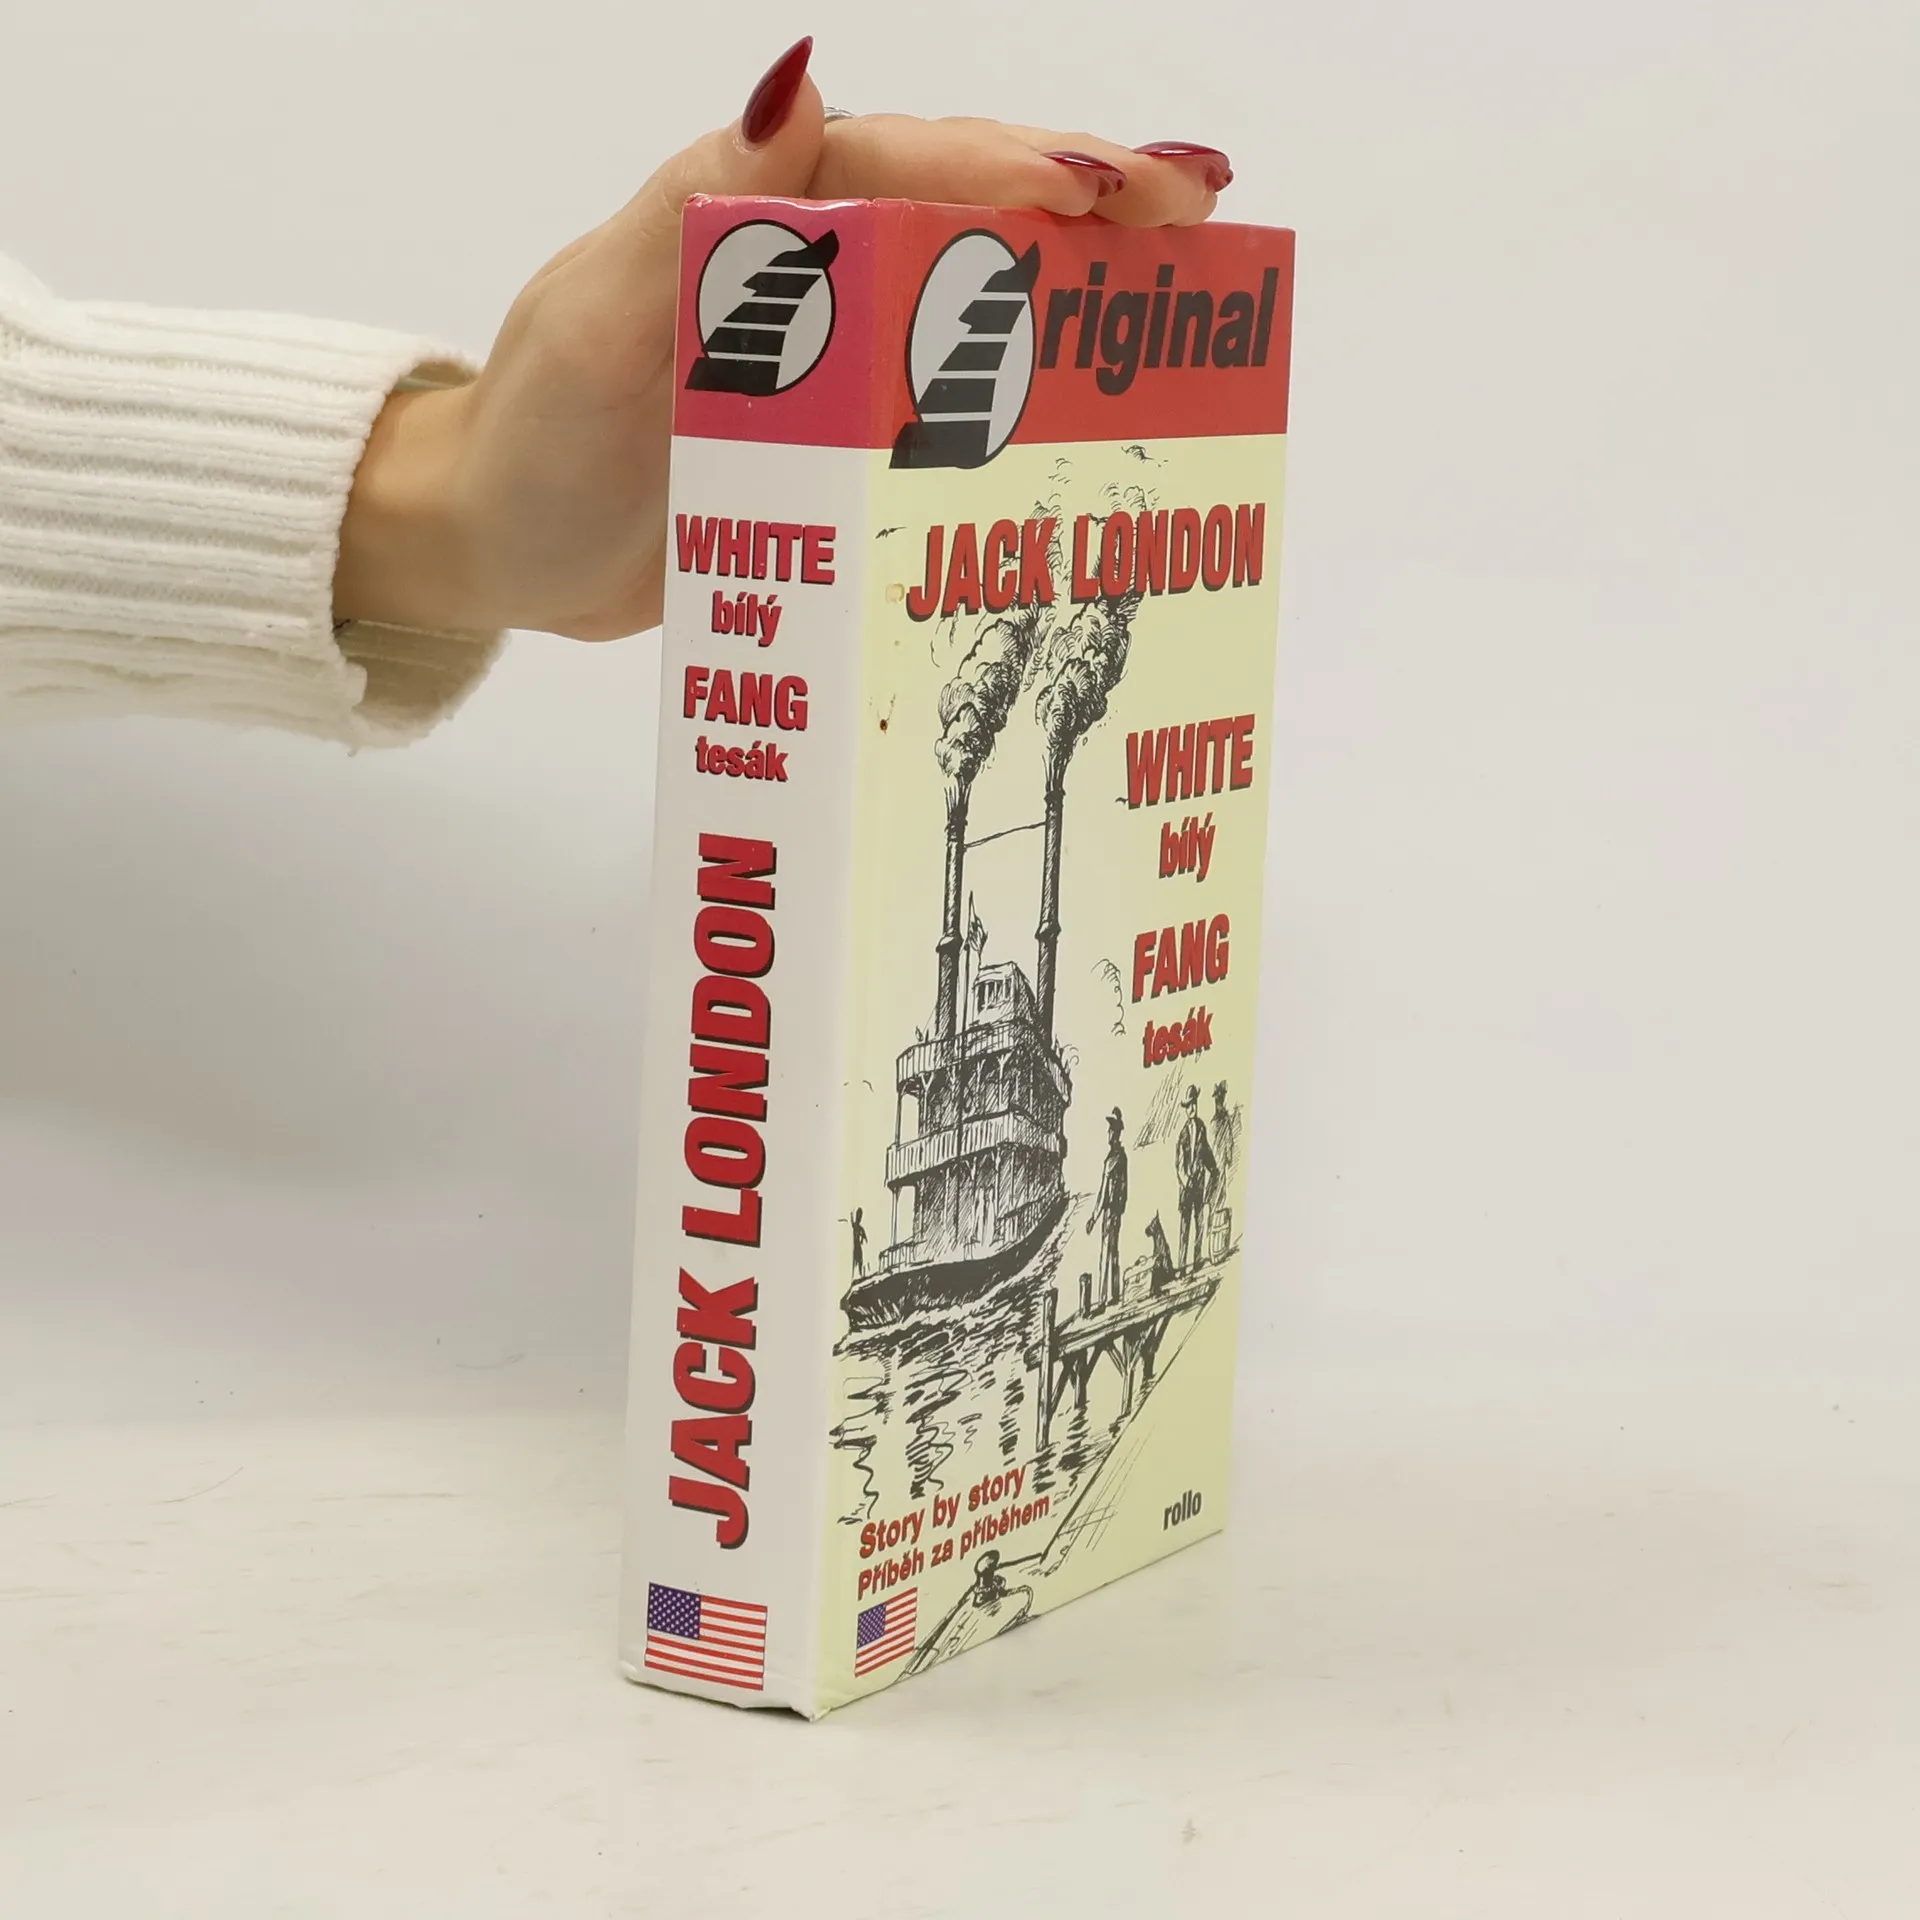 WHITE
bílý
FANG
tesák
JACK LONDON
riginal
JACK LONDON
WHITE
bílý
FANG
tesák
Story by story
Příběh za příběhem
rollo